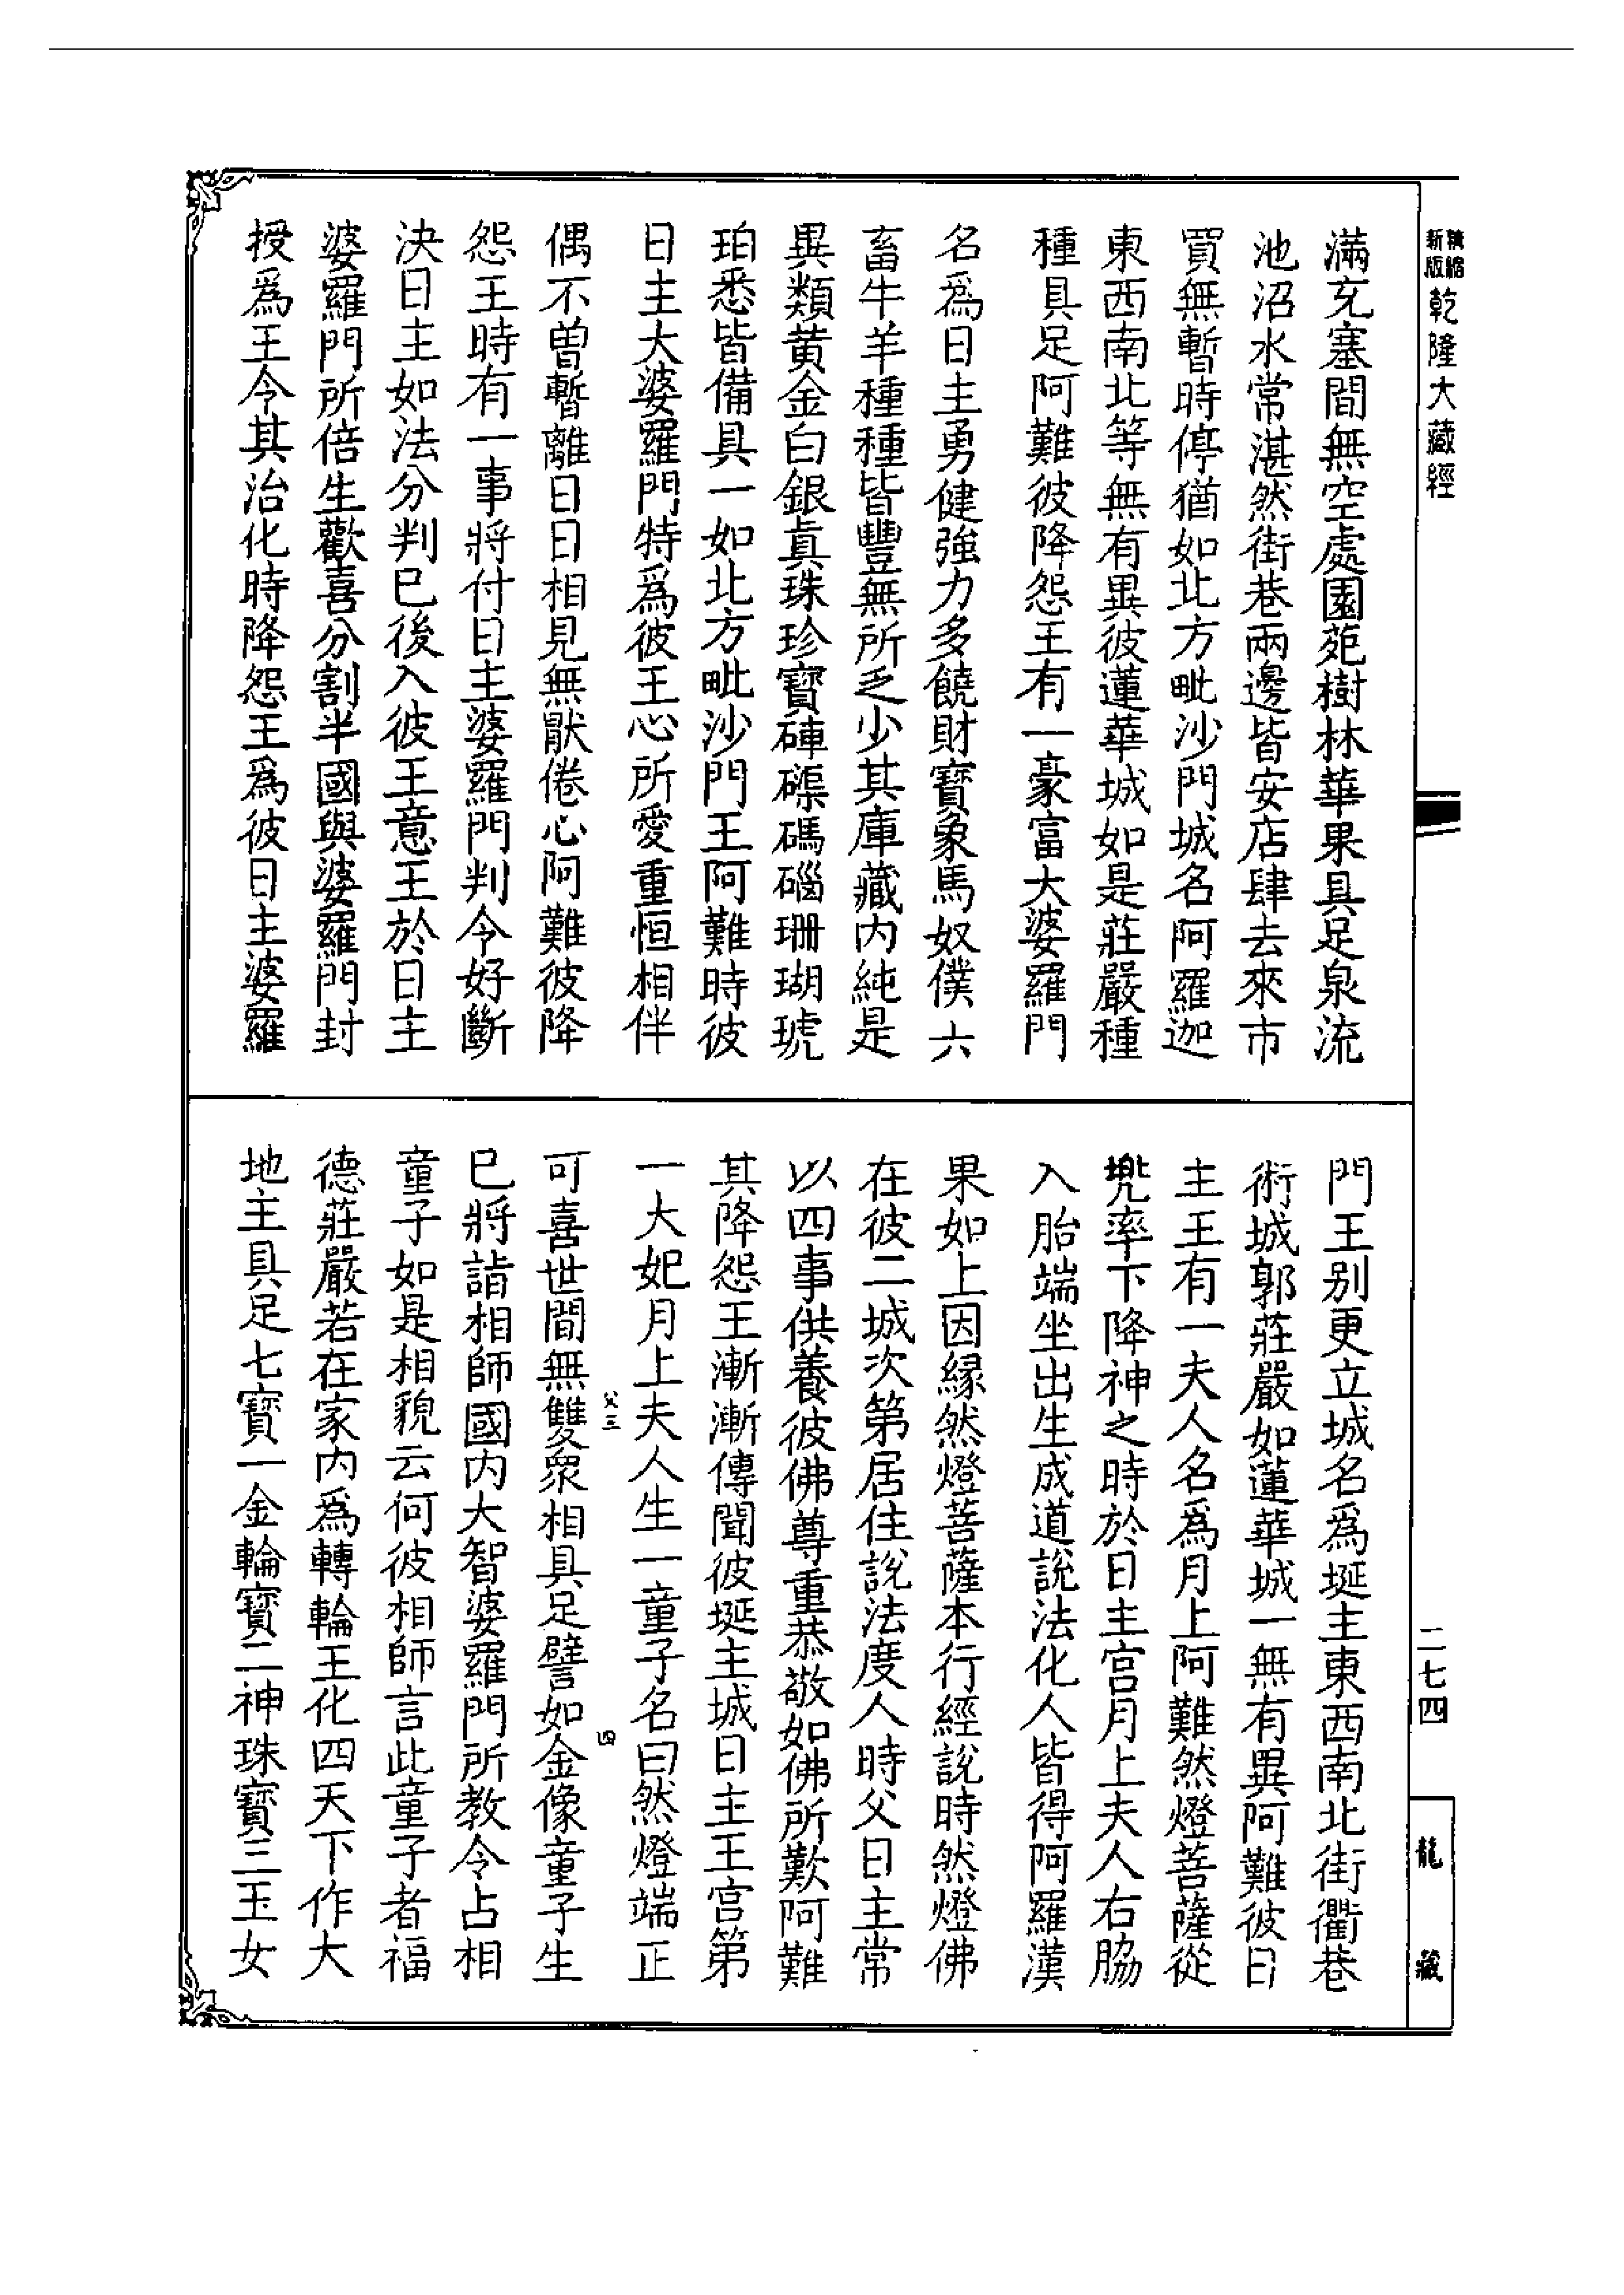 新版精縮乾隆大藏經
滿充塞間無空處園苑樹林華果具足泉流
池沼水常湛然街巷兩邊皆安店肆去來市
買無暫時停猶如北方毗沙門城名阿羅迦
東西南北等無有異彼蓮華城如是莊嚴種
種具足阿難彼降怨王有一豪富大婆羅門
名爲日主勇健強力多饒財寶象馬奴僕六
畜牛羊種種皆豐無所乏少其庫藏内純是
異類黄金白銀真珠珍寶硨磲碼碯珊瑚琥
珀悉皆備具一如北方毗沙門王阿難時彼
日主大婆羅門特爲彼王心所愛重恒相伴
偶不曽暫離日日相見無厭倦心阿難彼降
怨王時有一事將付日主婆羅門判令好斷
決日主如法分判巳後入彼王意王於日主
婆羅門所倍生歡喜分割半國與婆羅門封
授爲王令其治化時降怨王爲彼日主婆羅
門王别更立城名爲埏主東西南北街衢巷
術城郭莊嚴如蓮華城一無有異阿難彼日
主王有一夫人名爲月上阿難然燈菩薩從
兠率下降神之時於日主宫月上夫人右脇
入胎端坐出生成道說法化人皆得阿羅漢
果如上因縁然燈菩薩本行經說時然燈佛
在彼二城次第居住說法度人時父日主常
以四事供養彼佛尊重恭敬如佛所歎阿難
其降怨王漸漸傳聞彼埏主城日主王宫第
一大妃月上夫人生一童子名曰然燈端正
父三
四
可喜世間無雙衆相具足譬如金像童子生
巳將詣相師國内大智婆羅門所教令占相
童子如是相貌云何彼相師言此童子者福
德莊嚴若在家内爲轉輪王化四天下作大
地主具足七寶一金輪寶二神珠寶三玉女
二七四
龍藏